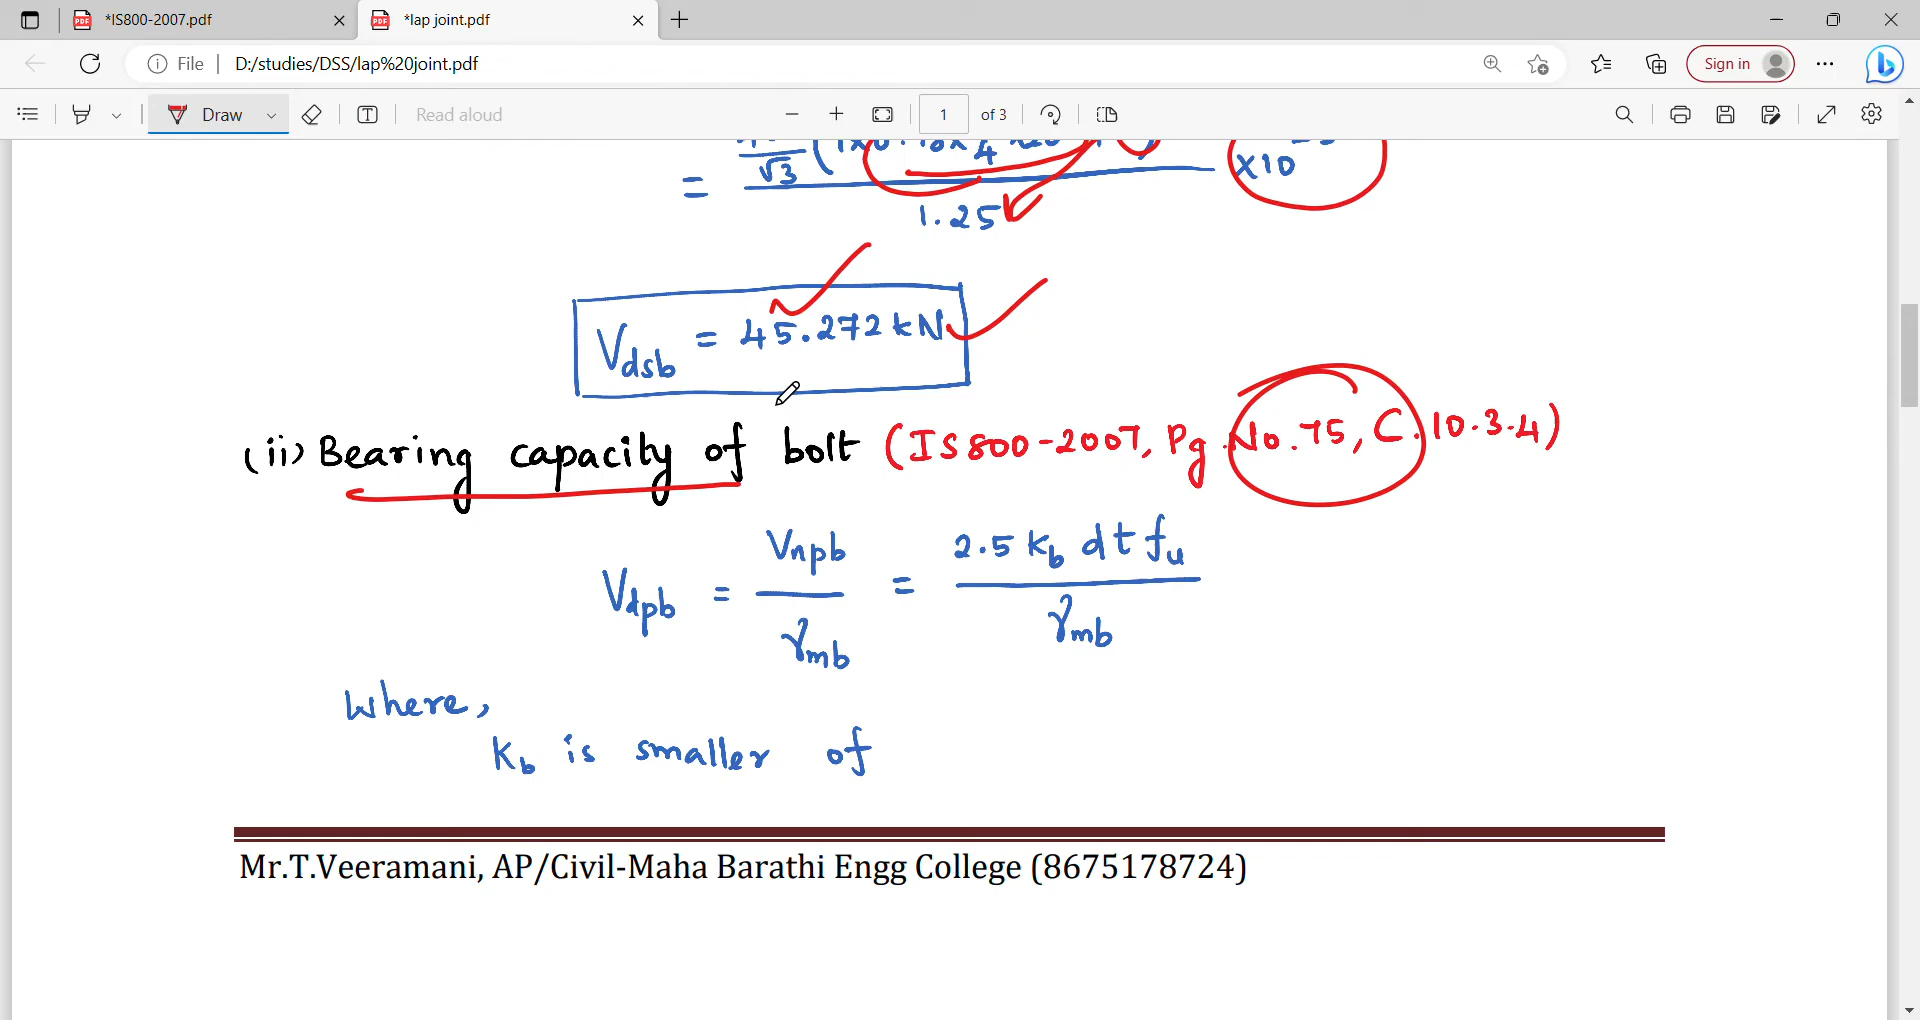 *IS800-2007.pdf
*lap joint.pdf
File | D:/studies/DSS/lap%20joint.pdf
Sign in
Draw
Read aloud
1 of 3
√3
= ×10
1.25
Vdsb = 45.272 kN
(ii) Bearing capacity of bolt (IS800-2007, Pg.No.75, C.10.3.4)
Vdpb = Vnpb / γmb = 2.5 kb dt fu / γmb
Where,
Kb is smaller of
Mr.T.Veeramani, AP/Civil-Maha Barathi Engg College (8675178724)